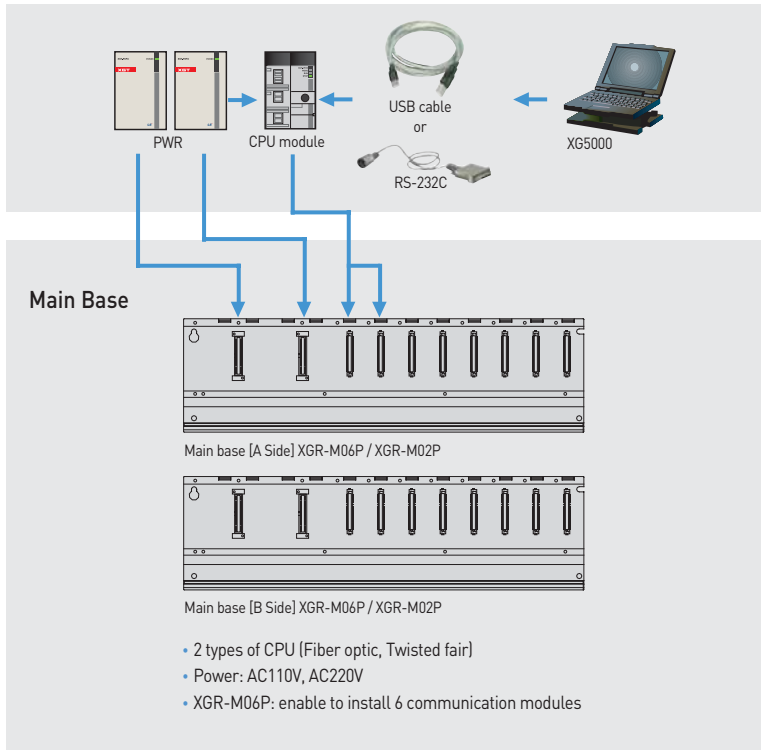 XGT
XGT
PWR
CPU module
USB cable
or
RS-232C
XG5000
Main Base
Main base [A Side] XGR-M06P / XGR-M02P
Main base [B Side] XGR-M06P / XGR-M02P
• 2 types of CPU (Fiber optic, Twisted fair)
• Power: AC110V, AC220V
• XGR-M06P: enable to install 6 communication modules